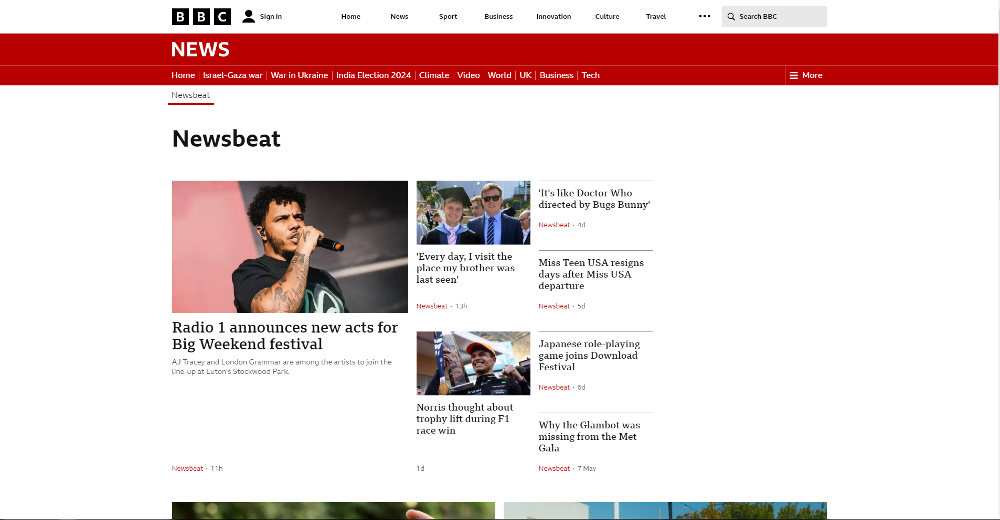 BBC
Sign in
Home
News
Sport
Business
Innovation
Culture
Travel
Search BBC
NEWS
Home
Israel-Gaza war
War in Ukraine
India Election 2024
Climate
Video
World
UK
Business
Tech
More
Newsbeat
Newsbeat
Radio 1 announces new acts for
Big Weekend festival
AJ Tracey and London Grammar are among the artists to join the
line-up at Luton's Stockwood Park.
Newsbeat · 11h
'Every day, I visit the
place my brother was
last seen'
Newsbeat · 13h
Android
Norris thought about
trophy lift during F1
race win
1d
'It's like Doctor Who
directed by Bugs Bunny'
Newsbeat · 4d
Miss Teen USA resigns
days after Miss USA
departure
Newsbeat · 5d
Japanese role-playing
game joins Download
Festival
Newsbeat · 6d
Why the Glambot was
missing from the Met
Gala
Newsbeat · 7 May